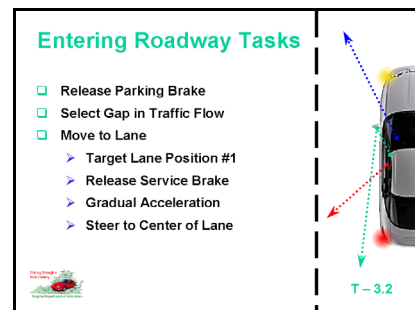 Entering Roadway Tasks
Release Parking Brake
Select Gap in Traffic Flow
Move to Lane
Target Lane Position #1
Release Service Brake
Gradual Acceleration
Steer to Center of Lane
T – 3.2